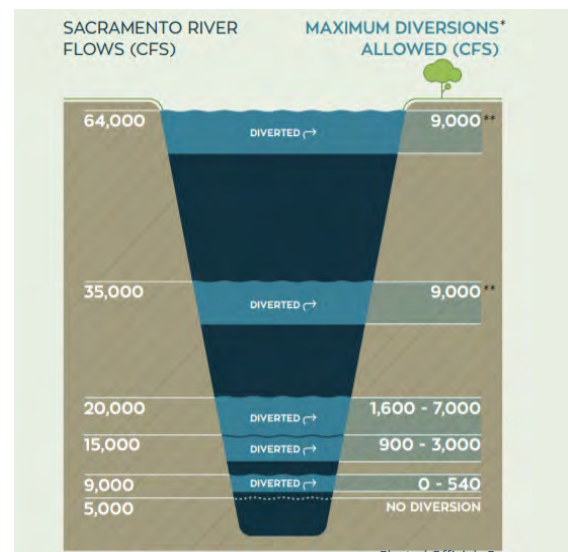 SACRAMENTO RIVER
FLOWS (CFS)
MAXIMUM DIVERSIONS*
ALLOWED (CFS)
64,000
DIVERTED
9,000**
35,000
DIVERTED
9,000**
20,000
DIVERTED
1,600 - 7,000
15,000
DIVERTED
900 - 3,000
9,000
DIVERTED
0 - 540
5,000
NO DIVERSION